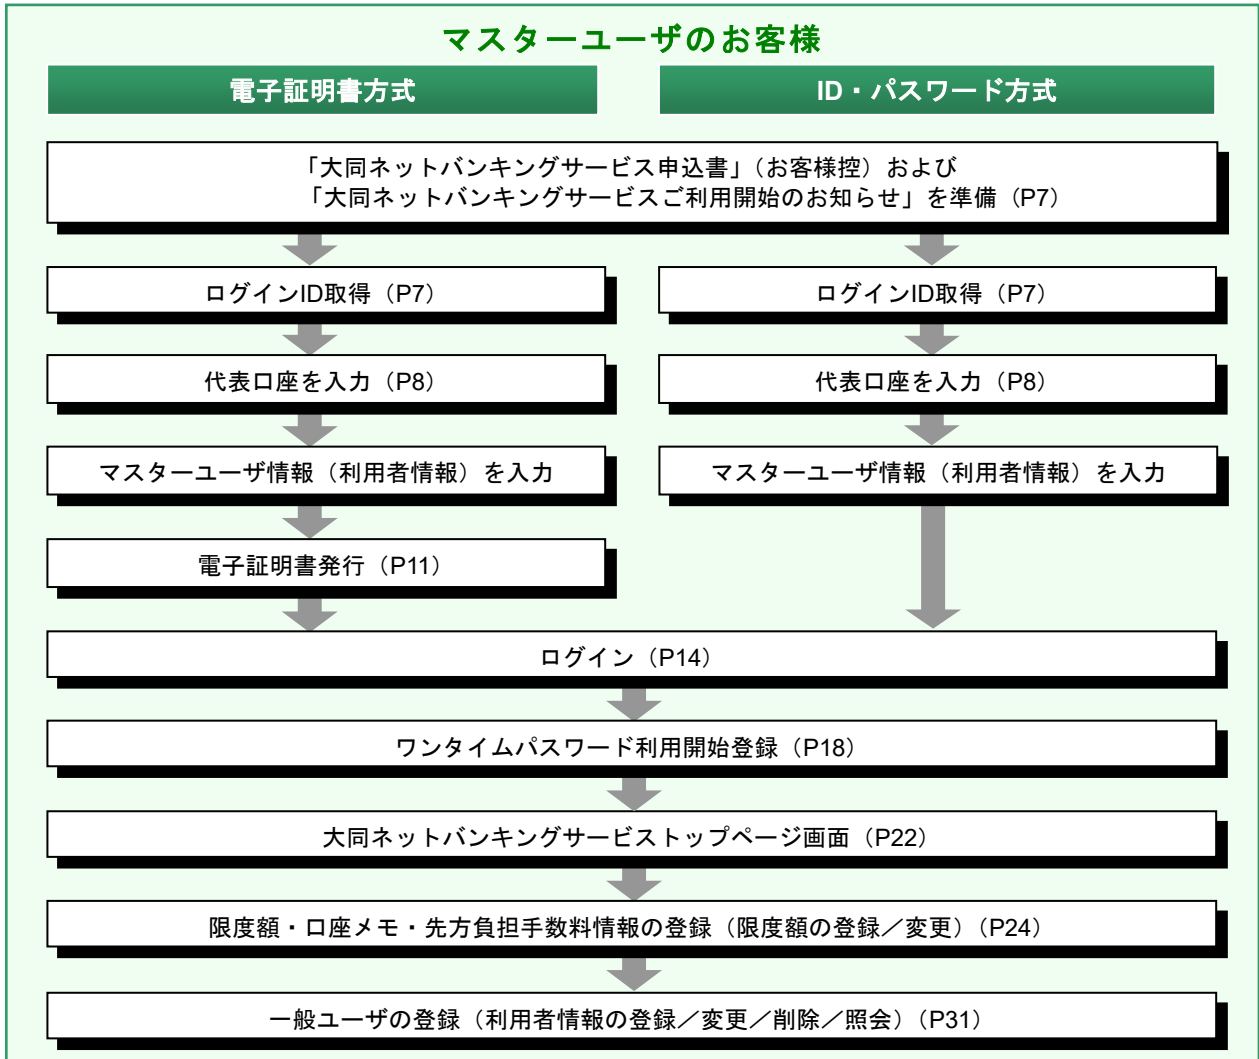 マスターユーザのお客様
電子証明書方式
ID・パスワード方式
「大同ネットバンキングサービス申込書」（お客様控）および
「大同ネットバンキングサービスご利用開始のお知らせ」を準備（P7）
ログインID取得（P7）
ログインID取得（P7）
代表口座を入力（P8）
代表口座を入力（P8）
マスターユーザ情報（利用者情報）を入力
マスターユーザ情報（利用者情報）を入力
電子証明書発行（P11）
ログイン（P14）
ワンタイムパスワード利用開始登録（P18）
大同ネットバンキングサービストップページ画面（P22）
限度額・口座メモ・先方負担手数料情報の登録（限度額の登録／変更）（P24）
一般ユーザの登録（利用者情報の登録／変更／削除／照会）（P31）